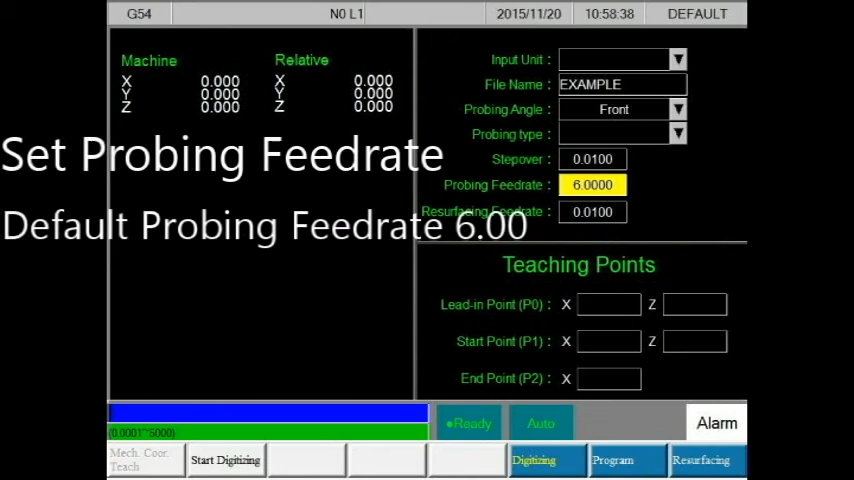 G54 N0 L1 2015/11/20 10:58:38 DEFAULT
Machine Relative
X 0.000 X 0.000
Y 0.000 Y 0.000
Z 0.000 Z 0.000
Set Probing Feedrate
Default Probing Feedrate 6.00
Input Unit :
File Name : EXAMPLE
Probing Angle : Front
Probing type :
Stepover : 0.0100
Probing Feedrate : 6.0000
Resurfacing Feedrate : 0.0100
Teaching Points
Lead-in Point (P0) : X Z
Start Point (P1) : X Z
End Point (P2) : X
●Ready Auto Alarm
(0.0001~5000)
Mech. Coor.
Teach
Start Digitizing Digitizing Program Resurfacing